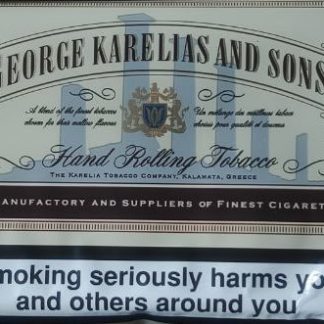 GEORGE KARELIAS AND SONS
A blend of the finest tobaccos
chosen for their mellow flavour
Un mélange des meilleurs tabacs
choisis pour qualité et douceur
Hand Rolling Tobacco
THE KARELIA TOBACCO COMPANY, KALAMATA, GREECE
MANUFACTORY AND SUPPLIERS OF FINEST CIGARET
moking seriously harms yo
and others around you